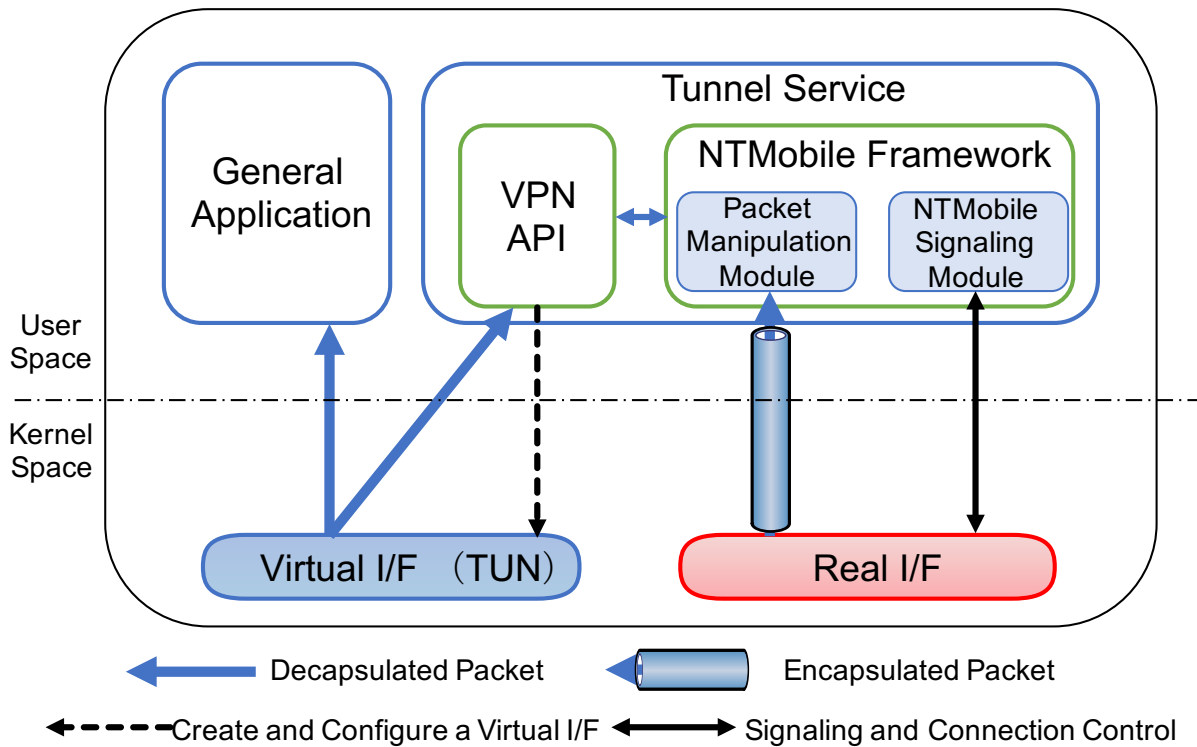 Tunnel Service
General
Application
VPN
API
NTMobile Framework
Packet
Manipulation
Module
NTMobile
Signaling
Module
User
Space
Kernel
Space
Virtual I/F （TUN）
Real I/F
Decapsulated Packet
Encapsulated Packet
Create and Configure a Virtual I/F
Signaling and Connection Control